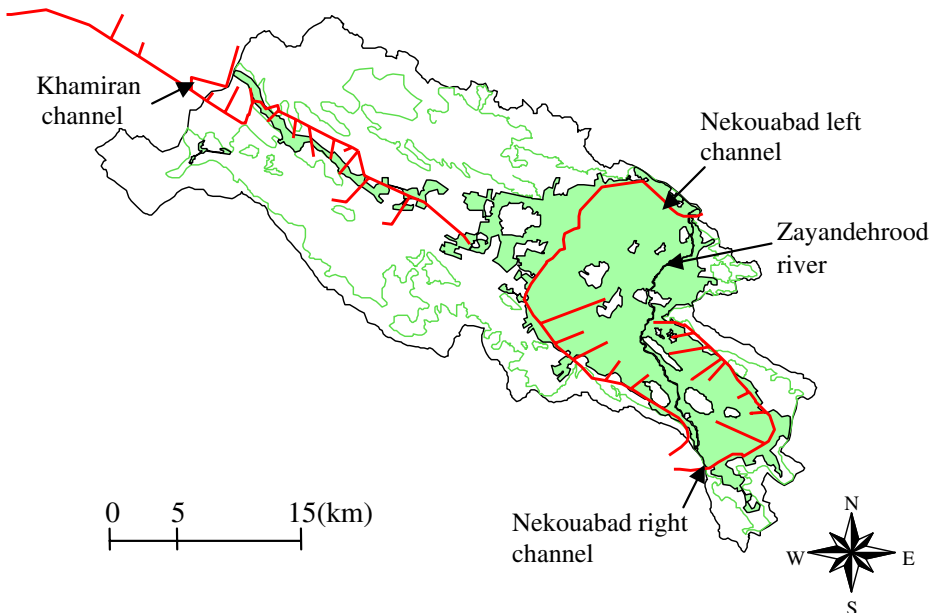 Khamiran
channel
Nekouabad left
channel
Zayandehrood
river
0 5 15(km)
Nekouabad right
channel
N
W E
S